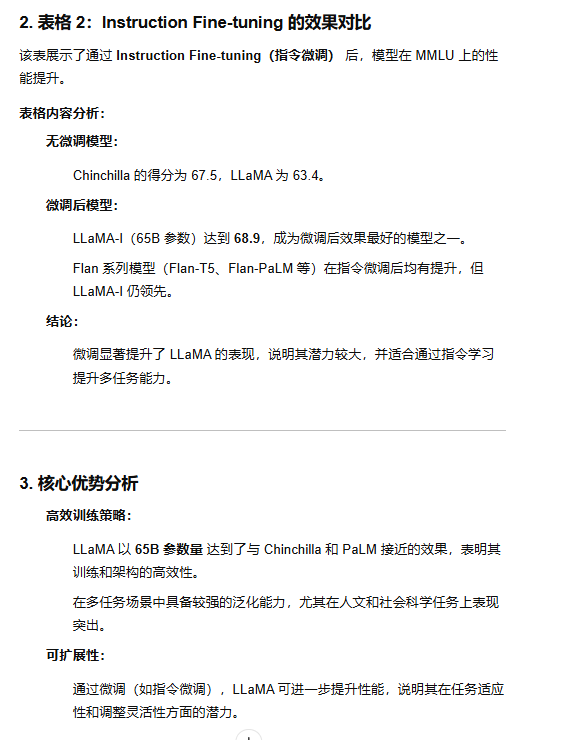 2. 表格 2：Instruction Fine-tuning 的效果对比
该表展示了通过 Instruction Fine-tuning（指令微调） 后，模型在 MMLU 上的性
能提升。
表格内容分析：
无微调模型：
Chinchilla 的得分为 67.5，LLaMA 为 63.4。
微调后模型：
LLaMA-I（65B 参数）达到 68.9，成为微调后效果最好的模型之一。
Flan 系列模型（Flan-T5、Flan-PaLM 等）在指令微调后均有提升，但
LLaMA-I 仍领先。
结论：
微调显著提升了 LLaMA 的表现，说明其潜力较大，并适合通过指令学习
提升多任务能力。
3. 核心优势分析
高效训练策略：
LLaMA 以 65B 参数量 达到了与 Chinchilla 和 PaLM 接近的效果，表明其
训练和架构的高效性。
在多任务场景中具备较强的泛化能力，尤其在人文和社会科学任务上表现
突出。
可扩展性：
通过微调（如指令微调），LLaMA 可进一步提升性能，说明其在任务适应
性和调整灵活性方面的潜力。